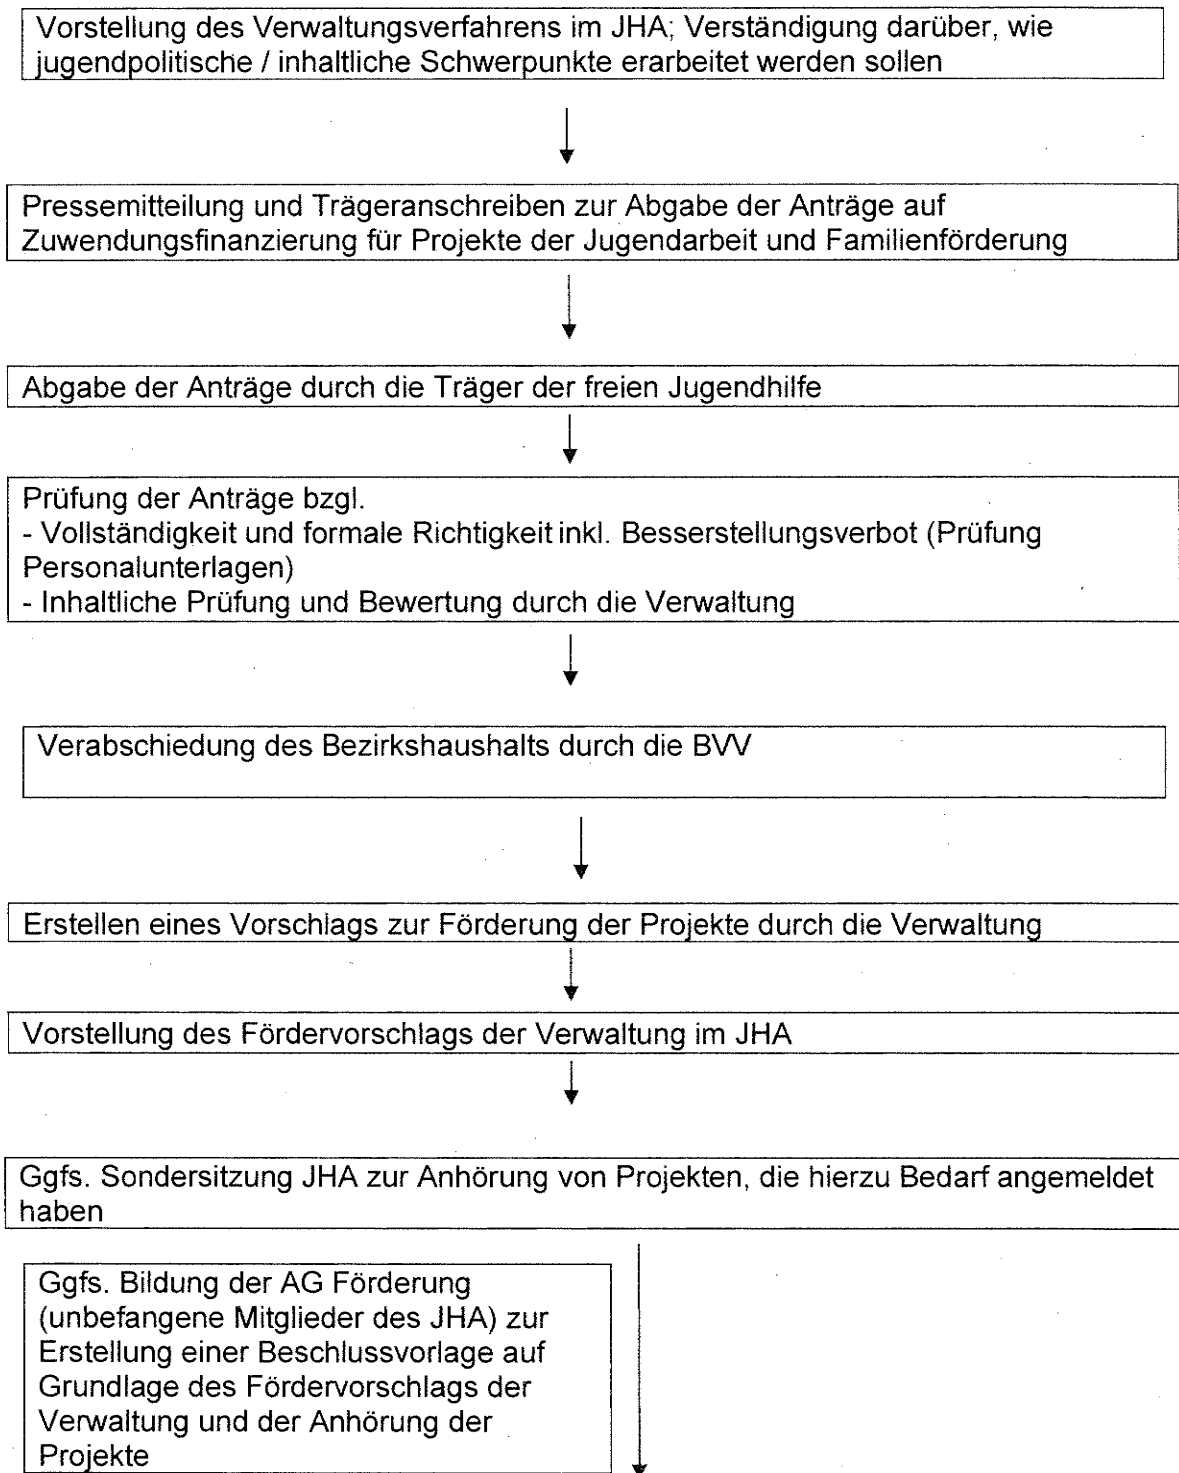 Vorstellung des Verwaltungsverfahrens im JHA; Verständigung darüber, wie
jugendpolitische / inhaltliche Schwerpunkte erarbeitet werden sollen
Pressemitteilung und Trägeranschreiben zur Abgabe der Anträge auf
Zuwendungsfinanzierung für Projekte der Jugendarbeit und Familienförderung
Abgabe der Anträge durch die Träger der freien Jugendhilfe
Prüfung der Anträge bzgl.
- Vollständigkeit und formale Richtigkeit inkl. Besserstellungsverbot (Prüfung
Personalunterlagen)
- Inhaltliche Prüfung und Bewertung durch die Verwaltung
Verabschiedung des Bezirkshaushalts durch die BVV
Erstellen eines Vorschlags zur Förderung der Projekte durch die Verwaltung
Vorstellung des Fördervorschlags der Verwaltung im JHA
Ggfs. Sondersitzung JHA zur Anhörung von Projekten, die hierzu Bedarf angemeldet
haben
Ggfs. Bildung der AG Förderung
(unbefangene Mitglieder des JHA) zur
Erstellung einer Beschlussvorlage auf
Grundlage des Fördervorschlags der
Verwaltung und der Anhörung der
Projekte